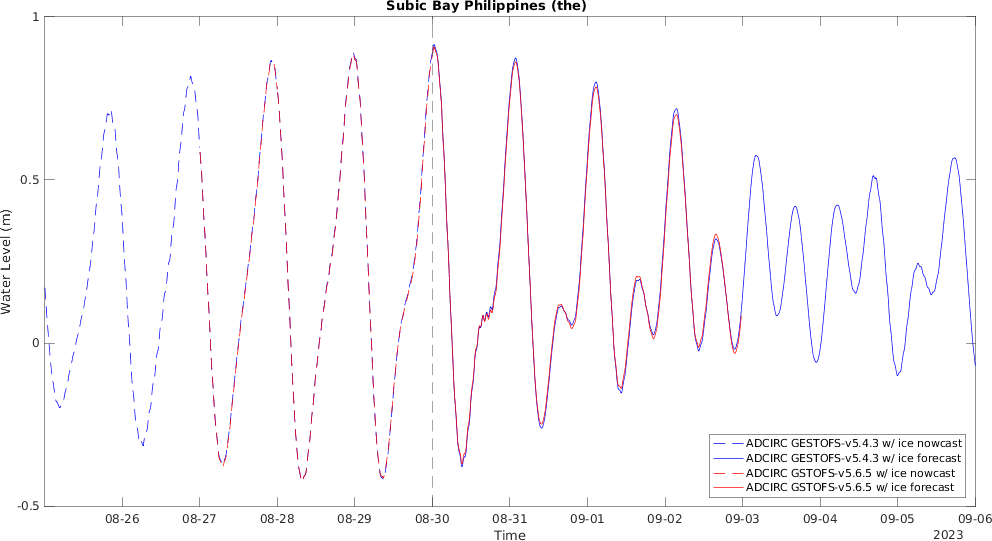 Subic Bay Philippines (the)
1
0.5
0
-0.5
Water Level (m)
ADCIRC GESTOFS-v5.4.3 w/ ice nowcast
ADCIRC GESTOFS-v5.4.3 w/ ice forecast
ADCIRC GSTOFS-v5.6.5 w/ ice nowcast
ADCIRC GSTOFS-v5.6.5 w/ ice forecast
08-26 08-27 08-28 08-29 08-30 08-31 09-01 09-02 09-03 09-04 09-05 09-06
Time
2023